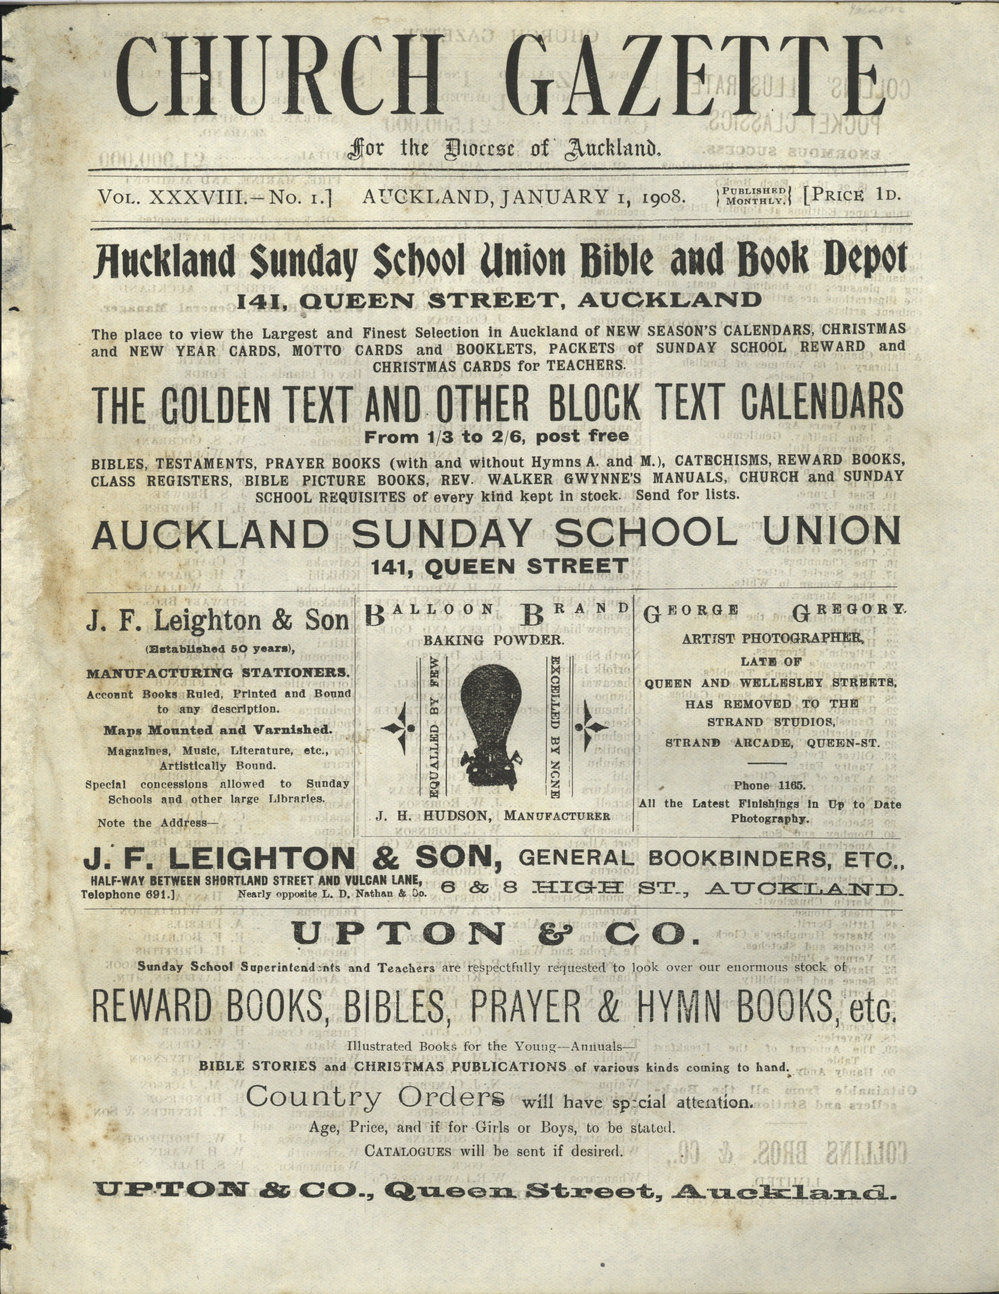 CHURCH GAZETTE
For the Diocese of Auckland.
VOL. XXXVIII.—No. 1.] AUCKLAND, JANUARY 1, 1908. {PUBLISHED MONTHLY.} [PRICE 1D.
Auckland Sunday School Union Bible and Book Depot
141, QUEEN STREET, AUCKLAND
The place to view the Largest and Finest Selection in Auckland of NEW SEASON'S CALENDARS, CHRISTMAS
and NEW YEAR CARDS, MOTTO CARDS and BOOKLETS, PACKETS of SUNDAY SCHOOL REWARD and
CHRISTMAS CARDS for TEACHERS.
THE GOLDEN TEXT AND OTHER BLOCK TEXT CALENDARS
From 1/3 to 2/6, post free
BIBLES, TESTAMENTS, PRAYER BOOKS (with and without Hymns A. and M.), CATECHISMS, REWARD BOOKS,
CLASS REGISTERS, BIBLE PICTURE BOOKS, REV. WALKER GWYNNE'S MANUALS, CHURCH and SUNDAY
SCHOOL REQUISITES of every kind kept in stock. Send for lists.
AUCKLAND SUNDAY SCHOOL UNION
141, QUEEN STREET
J. F. Leighton & Son
(Established 50 years),
MANUFACTURING STATIONERS.
Account Books Ruled, Printed and Bound
to any description.
Maps Mounted and Varnished.
Magazines, Music, Literature, etc.,
Artistically Bound.
Special concessions allowed to Sunday
Schools and other large Libraries.
Note the Address—
BALLOON BRAND
BAKING POWDER.
EQUALLED BY FEW
EXCELLED BY NONE
J. H. HUDSON, MANUFACTURER
GEORGE GREGORY.
ARTIST PHOTOGRAPHER,
LATE OF
QUEEN AND WELLESLEY STREETS,
HAS REMOVED TO THE
STRAND STUDIOS,
STRAND ARCADE, QUEEN-ST.
Phone 1165.
All the Latest Finishings in Up to Date
Photography.
J. F. LEIGHTON & SON, GENERAL BOOKBINDERS, ETC.,
HALF-WAY BETWEEN SHORTLAND STREET AND VULCAN LANE,
Telephone 691.] Nearly opposite L. D. Nathan & Co.
6 & 8 HIGH ST., AUCKLAND.
UPTON & CO.
Sunday School Superintendents and Teachers are respectfully requested to look over our enormous stock of
REWARD BOOKS, BIBLES, PRAYER & HYMN BOOKS, etc.
Illustrated Books for the Young—Annuals—
BIBLE STORIES and CHRISTMAS PUBLICATIONS of various kinds coming to hand.
Country Orders will have special attention.
Age, Price, and if for Girls or Boys, to be stated.
CATALOGUES will be sent if desired.
UPTON & CO., Queen Street, Auckland.